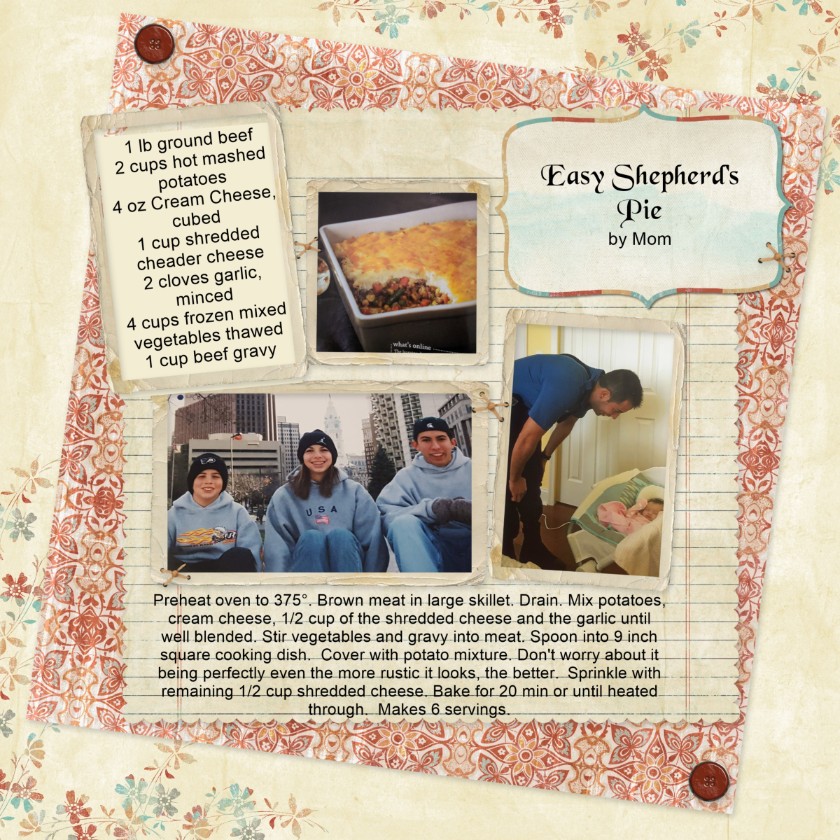 1 lb ground beef
2 cups hot mashed
potatoes
4 oz Cream Cheese,
cubed
1 cup shredded
cheader cheese
2 cloves garlic,
minced
4 cups frozen mixed
vegetables thawed
1 cup beef gravy
Easy Shepherd's
Pie
by Mom
what's online
USA
Preheat oven to 375°. Brown meat in large skillet. Drain. Mix potatoes,
cream cheese, 1/2 cup of the shredded cheese and the garlic until
well blended. Stir vegetables and gravy into meat. Spoon into 9 inch
square cooking dish. Cover with potato mixture. Don't worry about it
being perfectly even the more rustic it looks, the better. Sprinkle with
remaining 1/2 cup shredded cheese. Bake for 20 min or until heated
through. Makes 6 servings.